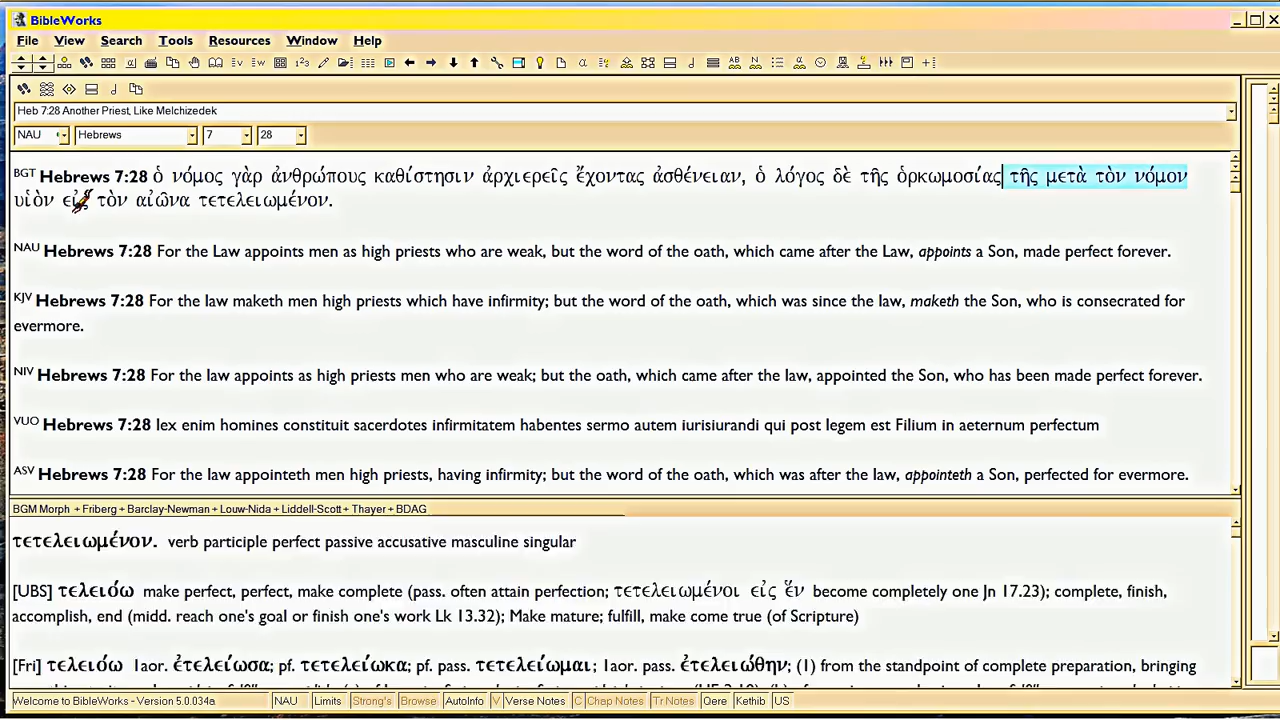 BibleWorks
File View Search Tools Resources Window Help
Heb 7:28 Another Priest, Like Melchizedek
NAU Hebrews 7 28
BGT Hebrews 7:28 ὁ νόμος γὰρ ἀνθρώπους καθίστησιν ἀρχιερεῖς ἔχοντας ἀσθένειαν, ὁ λόγος δὲ τῆς ὁρκωμοσίας τῆς μετὰ τὸν νόμον
υἱὸν εἰς τὸν αἰῶνα τετελειωμένον.
NAU Hebrews 7:28 For the Law appoints men as high priests who are weak, but the word of the oath, which came after the Law, appoints a Son, made perfect forever.
KJV Hebrews 7:28 For the law maketh men high priests which have infirmity; but the word of the oath, which was since the law, maketh the Son, who is consecrated for
evermore.
NIV Hebrews 7:28 For the law appoints as high priests men who are weak; but the oath, which came after the law, appointed the Son, who has been made perfect forever.
VUO Hebrews 7:28 lex enim homines constituit sacerdotes infirmitatem habentes sermo autem iurisiurandi qui post legem est Filium in aeternum perfectum
ASV Hebrews 7:28 For the law appointeth men high priests, having infirmity; but the word of the oath, which was after the law, appointeth a Son, perfected for evermore.
BGM Morph + Friberg + Barclay-Newman + Louw-Nida + Liddell-Scott + Thayer + BDAG
τετελειωμένον. verb participle perfect passive accusative masculine singular
[UBS] τελειόω make perfect, perfect, make complete (pass. often attain perfection; τετελειωμένοι εἰς ἕν become completely one Jn 17.23); complete, finish,
accomplish, end (midd. reach one's goal or finish one's work Lk 13.32); Make mature; fulfill, make come true (of Scripture)
[Fri] τελειόω 1aor. ἐτελείωσα; pf. τετελείωκα; pf. pass. τετελείωμαι; 1aor. pass. ἐτελειώθην; (1) from the standpoint of complete preparation, bringing
Welcome to BibleWorks - Version 5.0.034a NAU Limits Strong's Browse AutoInfo V Verse Notes C Chap Notes Tr Notes Qere Kethib US